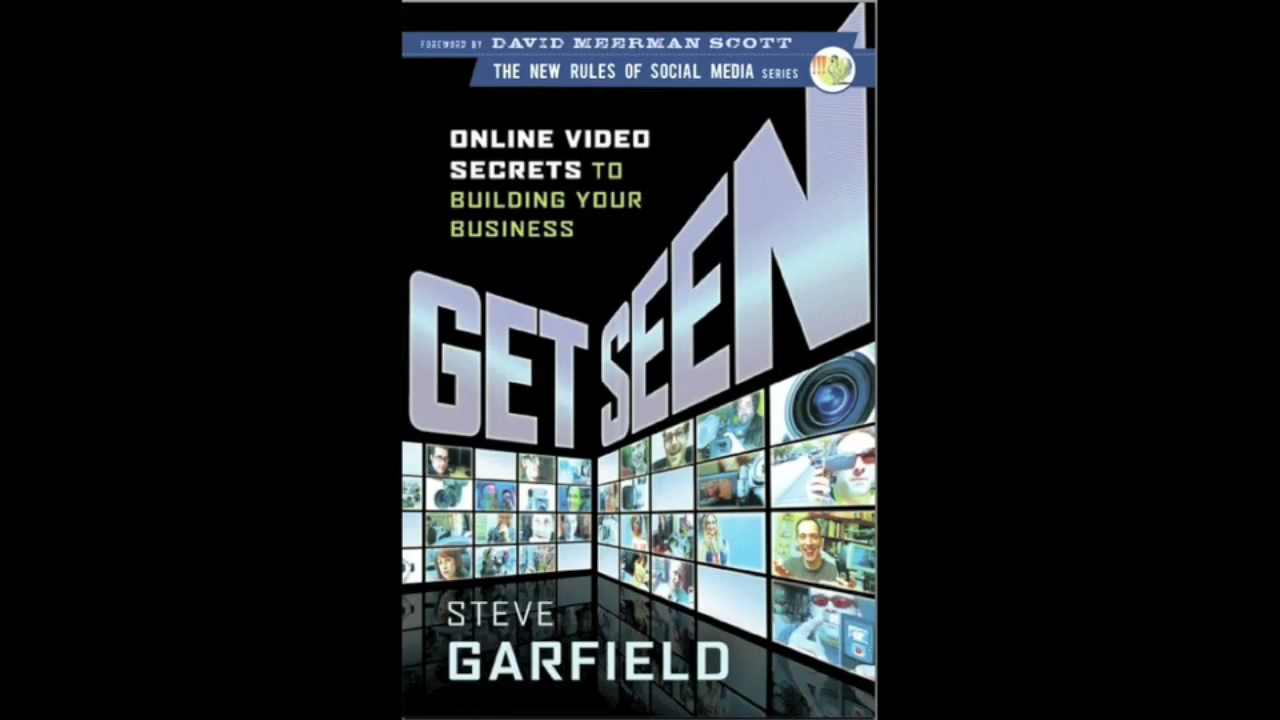 FOREWORD BY DAVID MEERMAN SCOTT
THE NEW RULES OF SOCIAL MEDIA SERIES
ONLINE VIDEO
SECRETS TO
BUILDING YOUR
BUSINESS
GET SEEN
STEVE
GARFIELD